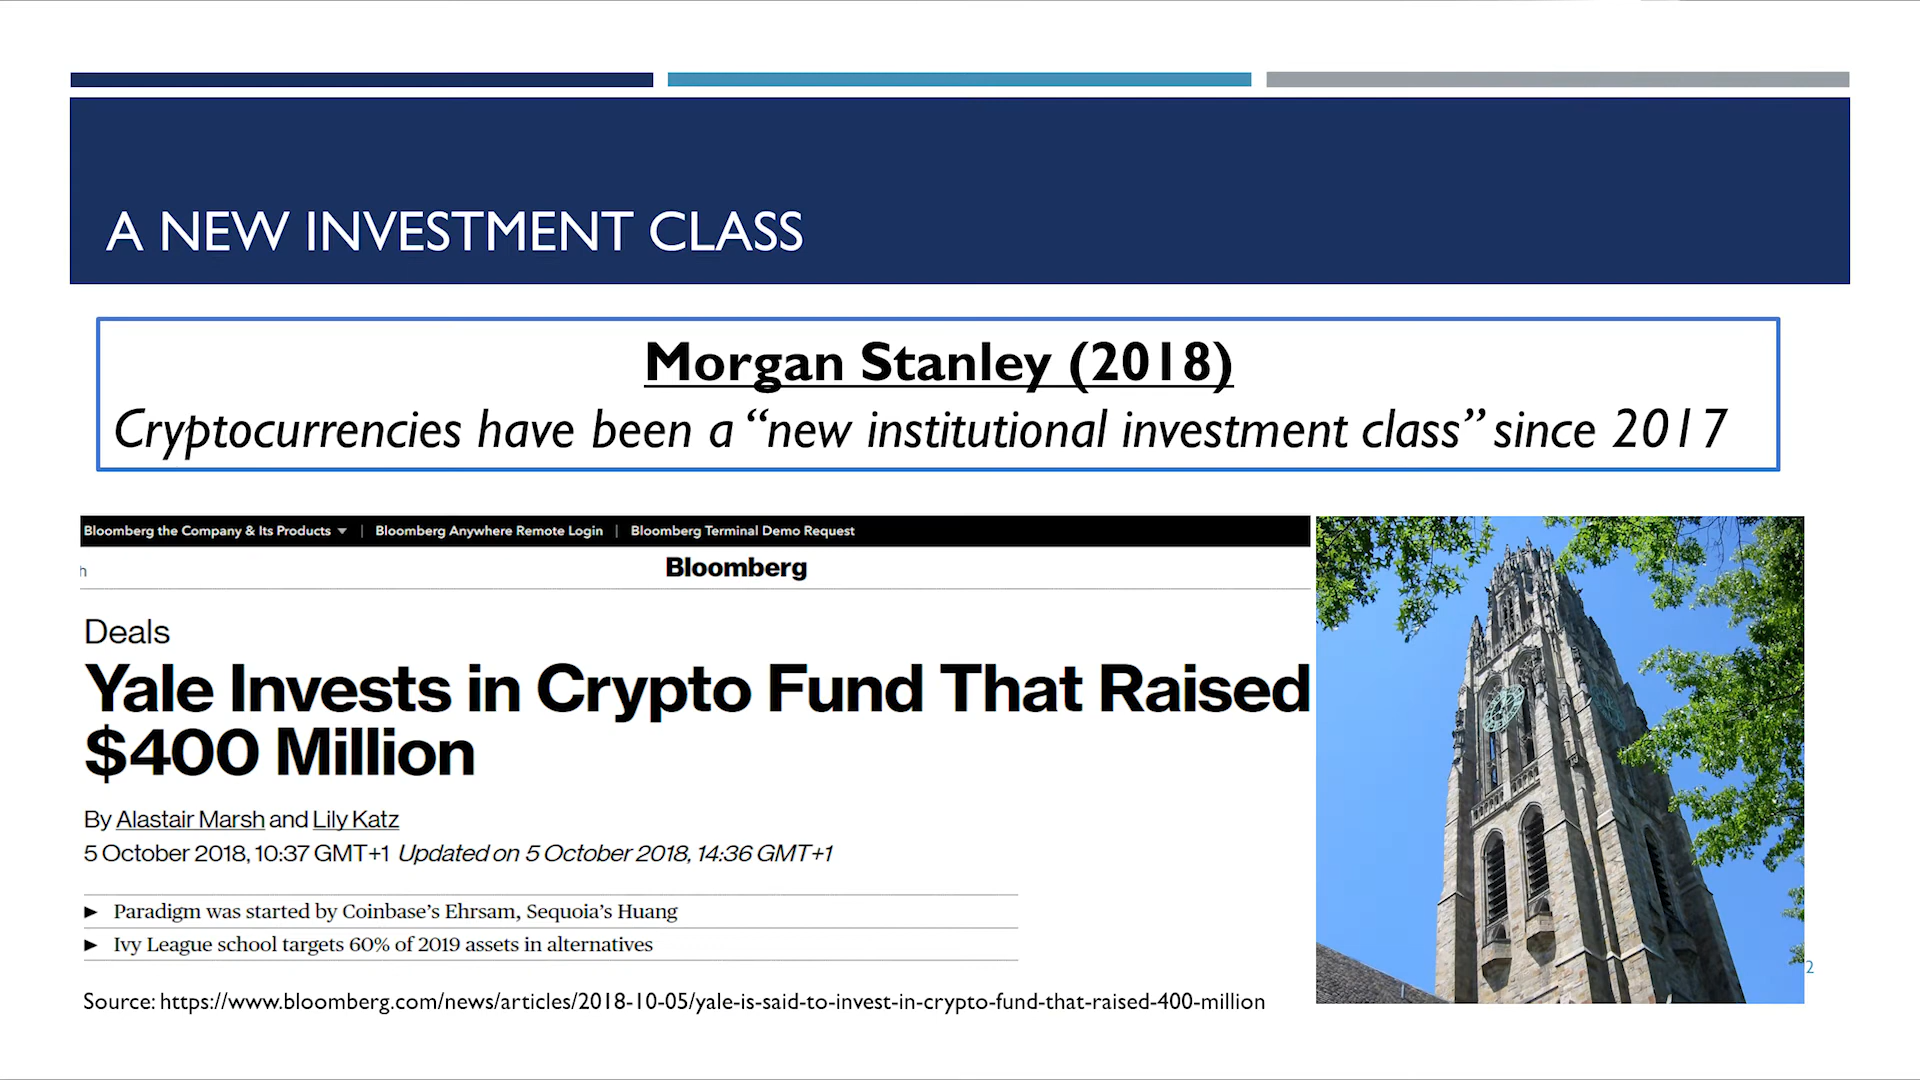 A NEW INVESTMENT CLASS
Morgan Stanley (2018)
Cryptocurrencies have been a “new institutional investment class” since 2017
Bloomberg the Company & Its Products ▼ | Bloomberg Anywhere Remote Login | Bloomberg Terminal Demo Request
h
Bloomberg
Deals
Yale Invests in Crypto Fund That Raised
$400 Million
By Alastair Marsh and Lily Katz
5 October 2018, 10:37 GMT+1 Updated on 5 October 2018, 14:36 GMT+1
► Paradigm was started by Coinbase’s Ehrsam, Sequoia’s Huang
► Ivy League school targets 60% of 2019 assets in alternatives
2
Source: https://www.bloomberg.com/news/articles/2018-10-05/yale-is-said-to-invest-in-crypto-fund-that-raised-400-million